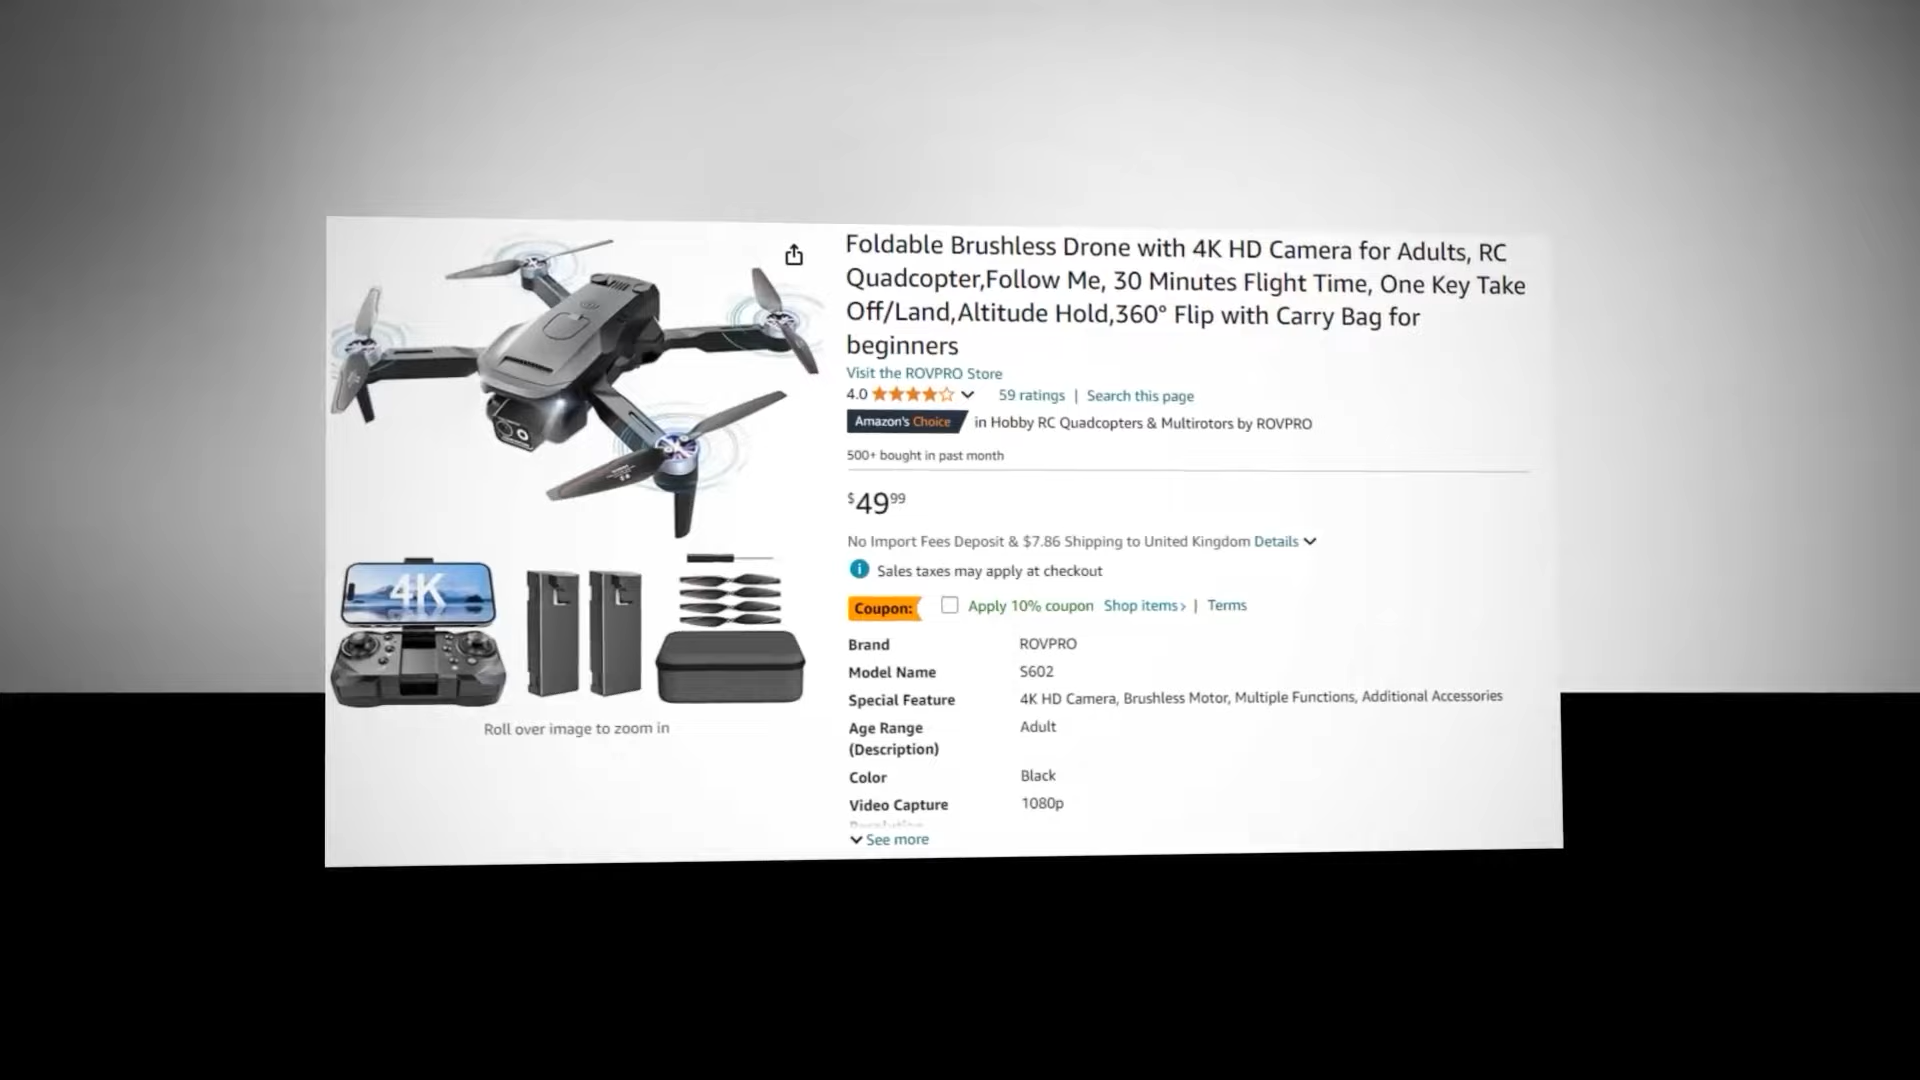 Foldable Brushless Drone with 4K HD Camera for Adults, RC
Quadcopter,Follow Me, 30 Minutes Flight Time, One Key Take
Off/Land,Altitude Hold,360° Flip with Carry Bag for
beginners
Visit the ROVPRO Store
4.0 59 ratings | Search this page
Amazon's Choice in Hobby RC Quadcopters & Multirotors by ROVPRO
500+ bought in past month
$49.99
No Import Fees Deposit & $7.86 Shipping to United Kingdom Details
Sales taxes may apply at checkout
Coupon: Apply 10% coupon Shop items › | Terms
Brand ROVPRO
Model Name S602
Special Feature 4K HD Camera, Brushless Motor, Multiple Functions, Additional Accessories
Age Range Adult
(Description)
Color Black
Video Capture 1080p
Resolution
See more
4K
Roll over image to zoom in